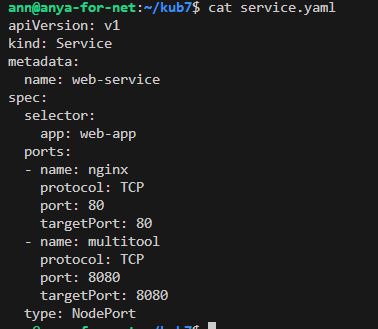 ann@anya-for-net:~/kub7$ cat service.yaml
apiVersion: v1
kind: Service
metadata:
  name: web-service
spec:
  selector:
    app: web-app
  ports:
  - name: nginx
    protocol: TCP
    port: 80
    targetPort: 80
  - name: multitool
    protocol: TCP
    port: 8080
    targetPort: 8080
  type: NodePort